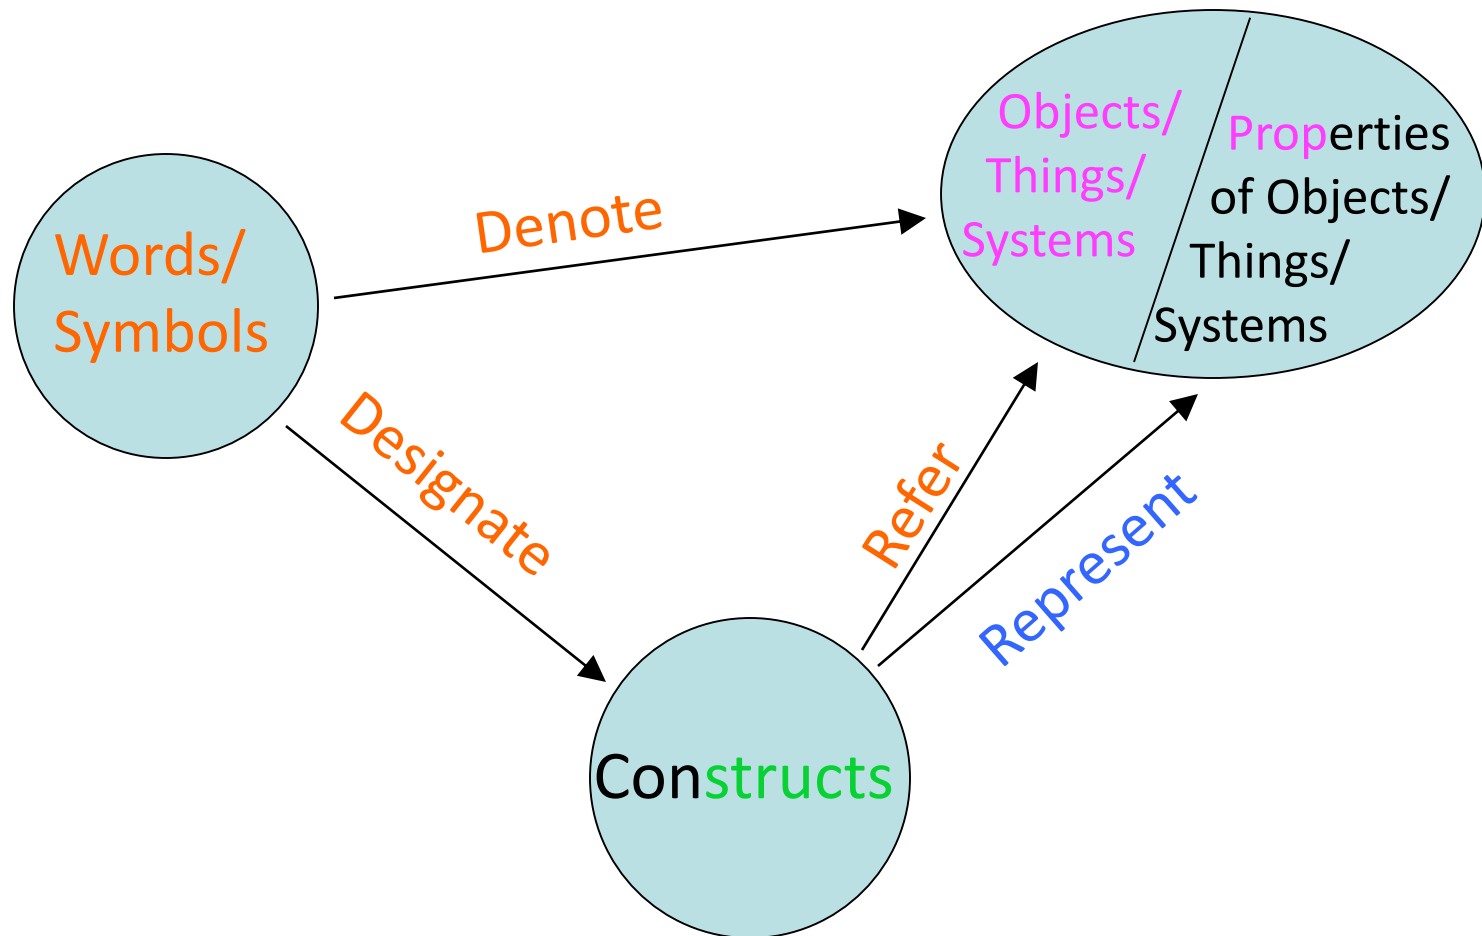 Words/
Symbols
Denote
Objects/
Things/
Systems
Properties
of Objects/
Things/
Systems
Designate
Refer
Represent
Constructs